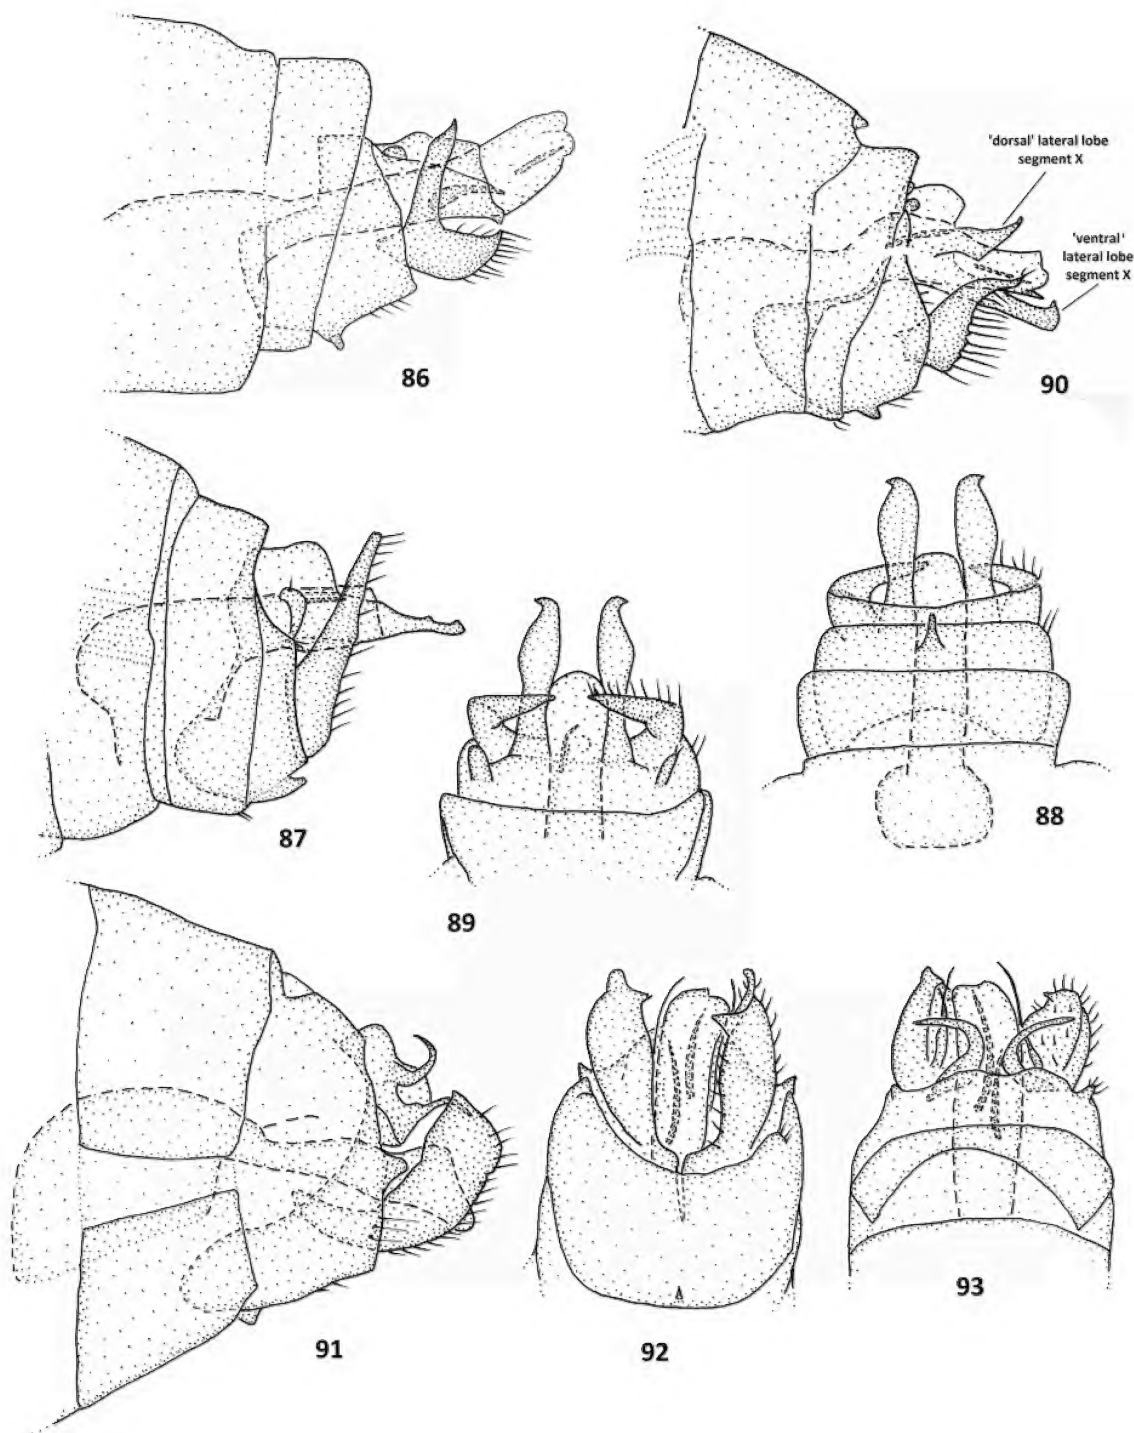 86
'dorsal' lateral lobe
segment X
'ventral'
lateral lobe
segment X
90
87
89
88
91
92
93